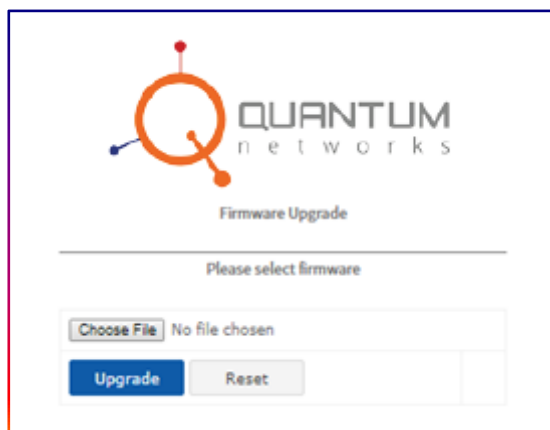 QUANTUM
networks
Firmware Upgrade
Please select firmware
Choose File No file chosen
Upgrade Reset